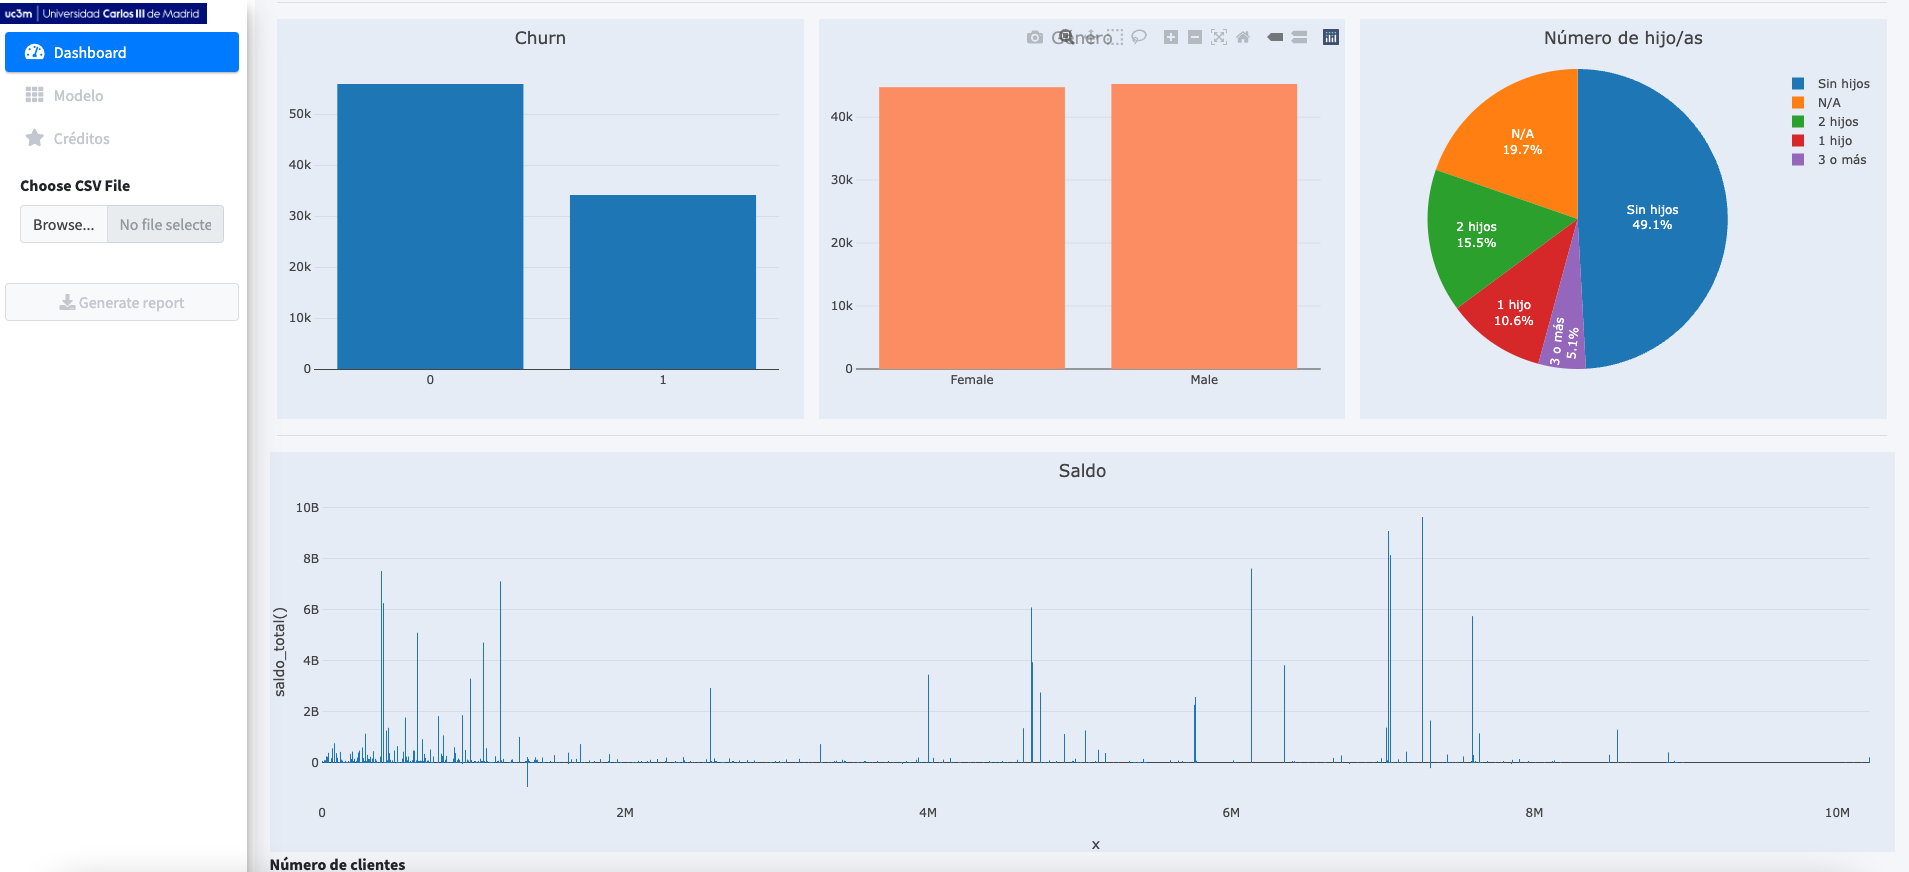 uc3m | Universidad Carlos III de Madrid
Dashboard
Modelo
Créditos
Choose CSV File
Browse... No file selecte
Generate report
Churn
50k
40k
30k
20k
10k
0
0 1
Género
40k
30k
20k
10k
0
Female Male
Número de hijo/as
Sin hijos
N/A
2 hijos
1 hijo
3 o más
N/A
19.7%
Sin hijos
49.1%
2 hijos
15.5%
1 hijo
10.6%
3 o más
5.1%
Saldo
saldo_total()
10B
8B
6B
4B
2B
0
0 2M 4M 6M 8M 10M
x
Número de clientes